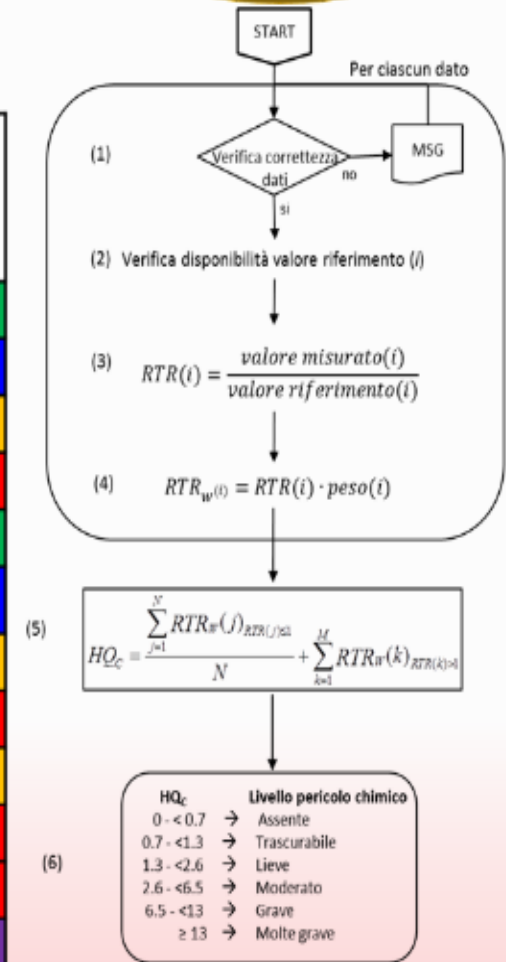 START
Per ciascun dato
(1)
Verifica correttezza
dati
no
MSG
si
(2) Verifica disponibilità valore riferimento (i)
(3) RTR(i) = valore misurato(i) / valore riferimento(i)
(4) RTR_w(i) = RTR(i) · peso(i)
(5) HQ_C = ∑_{j=1}^{N} RTR_W(j)_{RTR(j)≤1} / N + ∑_{k=1}^{M} RTR_W(k)_{RTR(k)>1}
HQ_C Livello pericolo chimico
0 - < 0.7 → Assente
0.7 - <1.3 → Trascurabile
1.3 - <2.6 → Lieve
(6)
2.6 - <6.5 → Moderato
6.5 - <13 → Grave
≥ 13 → Molte grave